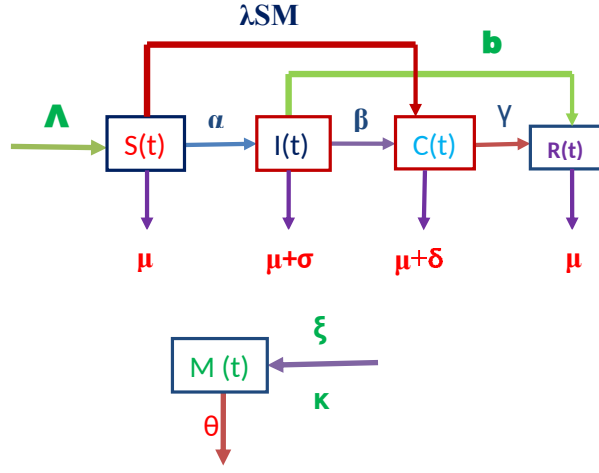 λSM
b
Λ
α
β
γ
S(t)
I(t)
C(t)
R(t)
μ
μ+σ
μ+δ
μ
ξ
M (t)
κ
θ